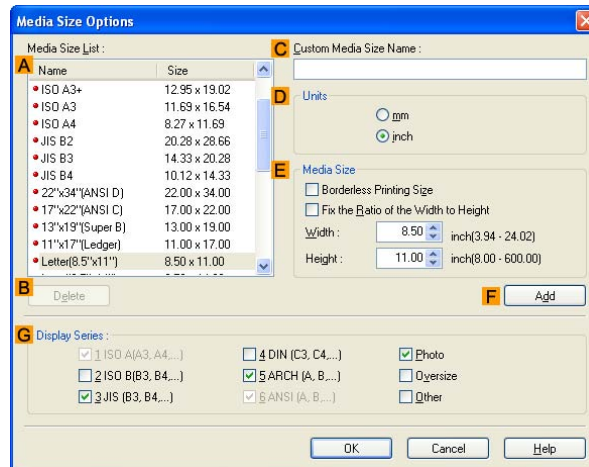 Media Size Options
Media Size List :
A
Name Size
ISO A3+ 12.95 x 19.02
ISO A3 11.69 x 16.54
ISO A4 8.27 x 11.69
JIS B2 20.28 x 28.66
JIS B3 14.33 x 20.28
JIS B4 10.12 x 14.33
22"x34"(ANSI D) 22.00 x 34.00
17"x22"(ANSI C) 17.00 x 22.00
13"x19"(Super B) 13.00 x 19.00
11"x17"(Ledger) 11.00 x 17.00
Letter(8.5"x11") 8.50 x 11.00
B
Delete
C Custom Media Size Name :
D Units
mm
inch
E Media Size
Borderless Printing Size
Fix the Ratio of the Width to Height
Width : 8.50 inch(3.94 - 24.02)
Height : 11.00 inch(8.00 - 600.00)
F Add
G Display Series :
1 ISO A(A3, A4,...) 4 DIN (C3, C4,...) Photo
2 ISO B(B3, B4,...) 5 ARCH (A, B,...) Oversize
3 JIS (B3, B4,...) 6 ANSI (A, B,...) Other
OK Cancel Help